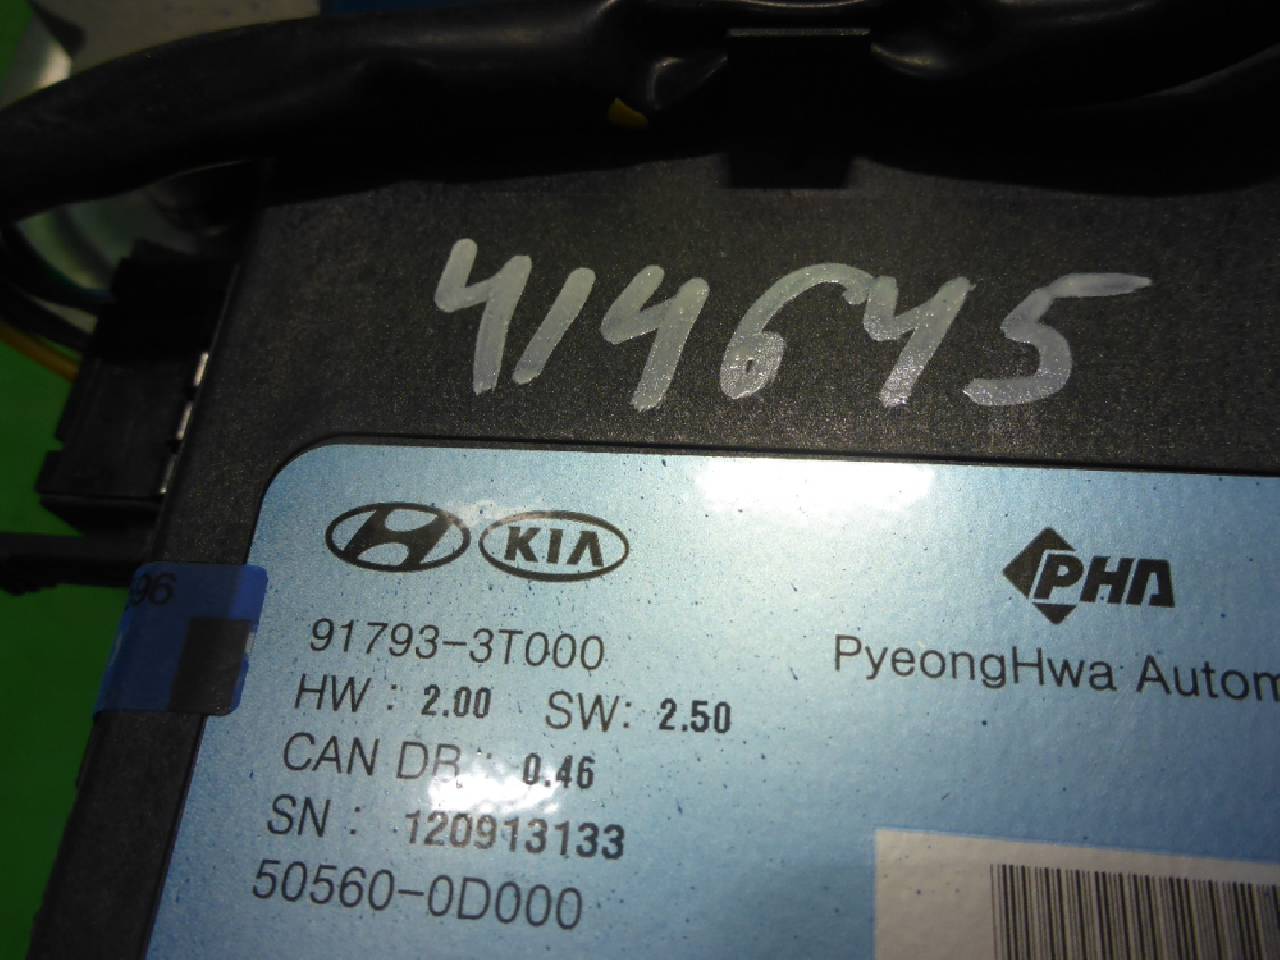 414645
KIA
PHA
91793-3T000
PyeongHwa Autom
HW : 2.00 SW: 2.50
CAN DB : 0.46
SN : 120913133
50560-0D000
96